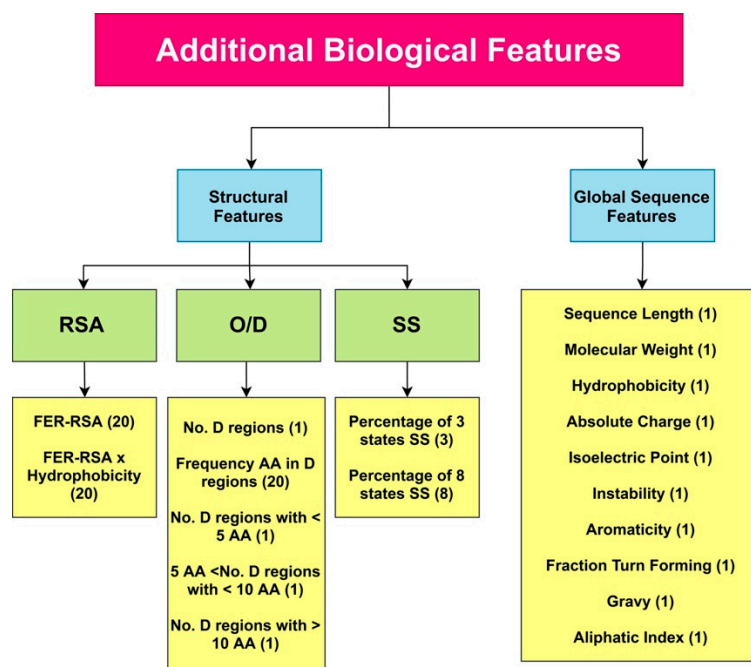 Additional Biological Features
Structural
Features
Global Sequence
Features
RSA
O/D
SS
FER-RSA (20)
FER-RSA x
Hydrophobicity
(20)
No. D regions (1)
Frequency AA in D
regions (20)
No. D regions with <
5 AA (1)
5 AA <No. D regions
with < 10 AA (1)
No. D regions with >
10 AA (1)
Percentage of 3
states SS (3)
Percentage of 8
states SS (8)
Sequence Length (1)
Molecular Weight (1)
Hydrophobicity (1)
Absolute Charge (1)
Isoelectric Point (1)
Instability (1)
Aromaticity (1)
Fraction Turn Forming (1)
Gravy (1)
Aliphatic Index (1)